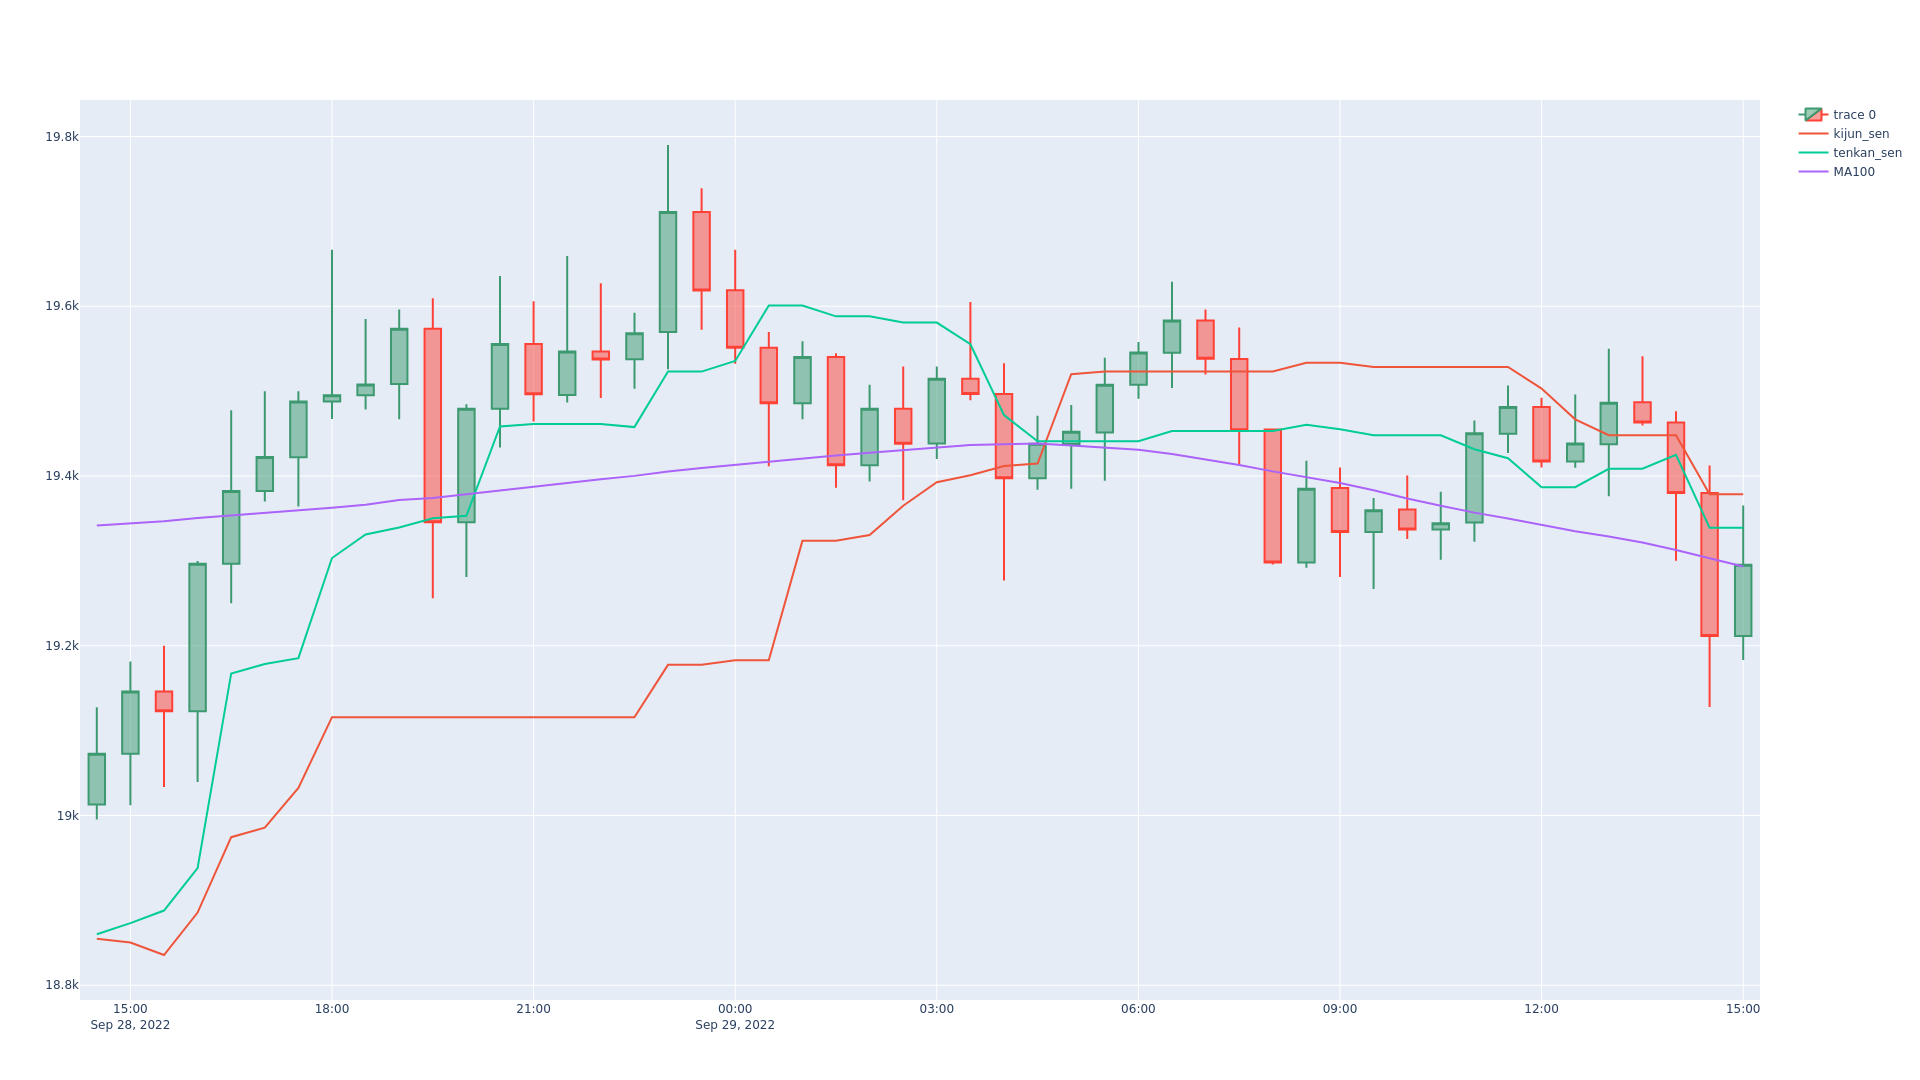 19.8k
19.6k
19.4k
19.2k
19k
18.8k
15:00
Sep 28, 2022
18:00
21:00
00:00
Sep 29, 2022
03:00
06:00
09:00
12:00
15:00
trace 0
kijun_sen
tenkan_sen
MA100